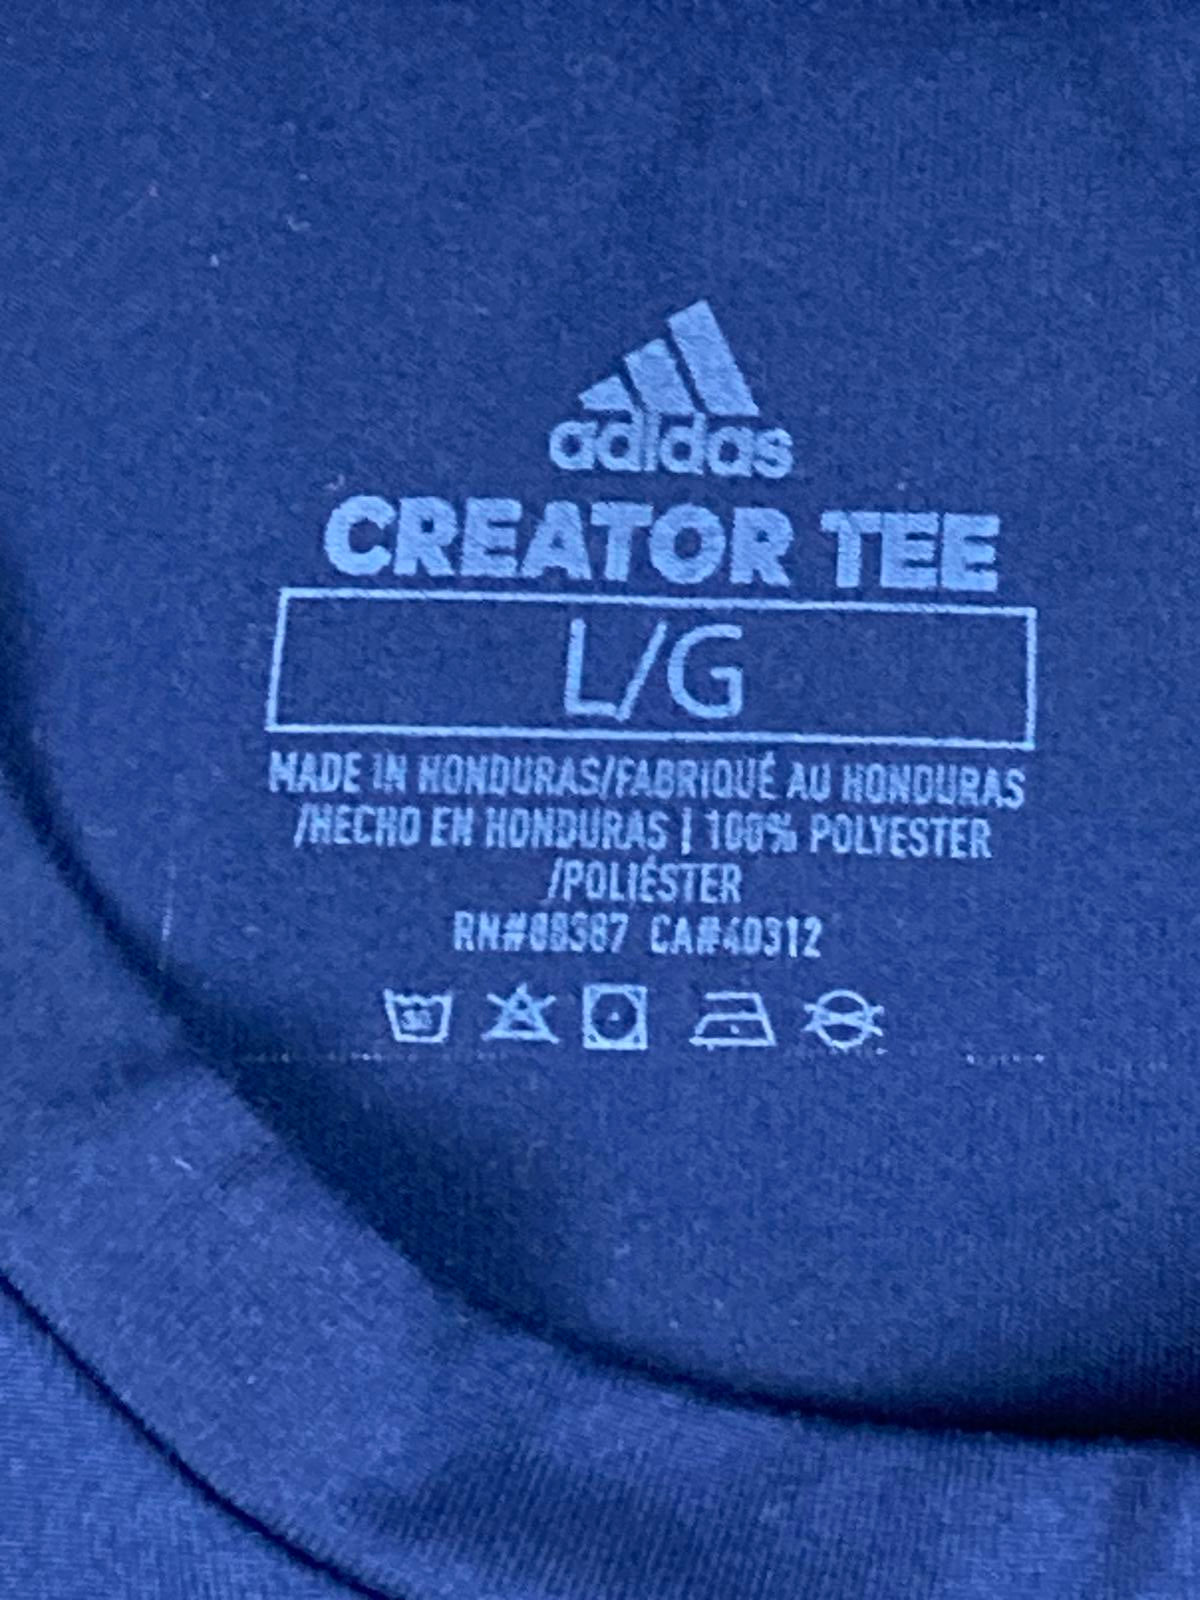 adidas
CREATOR TEE
L/G
MADE IN HONDURAS/FABRIQUÉ AU HONDURAS
/HECHO EN HONDURAS | 100% POLYESTER
/POLIÉSTER
RN#88387 CA#40312
30